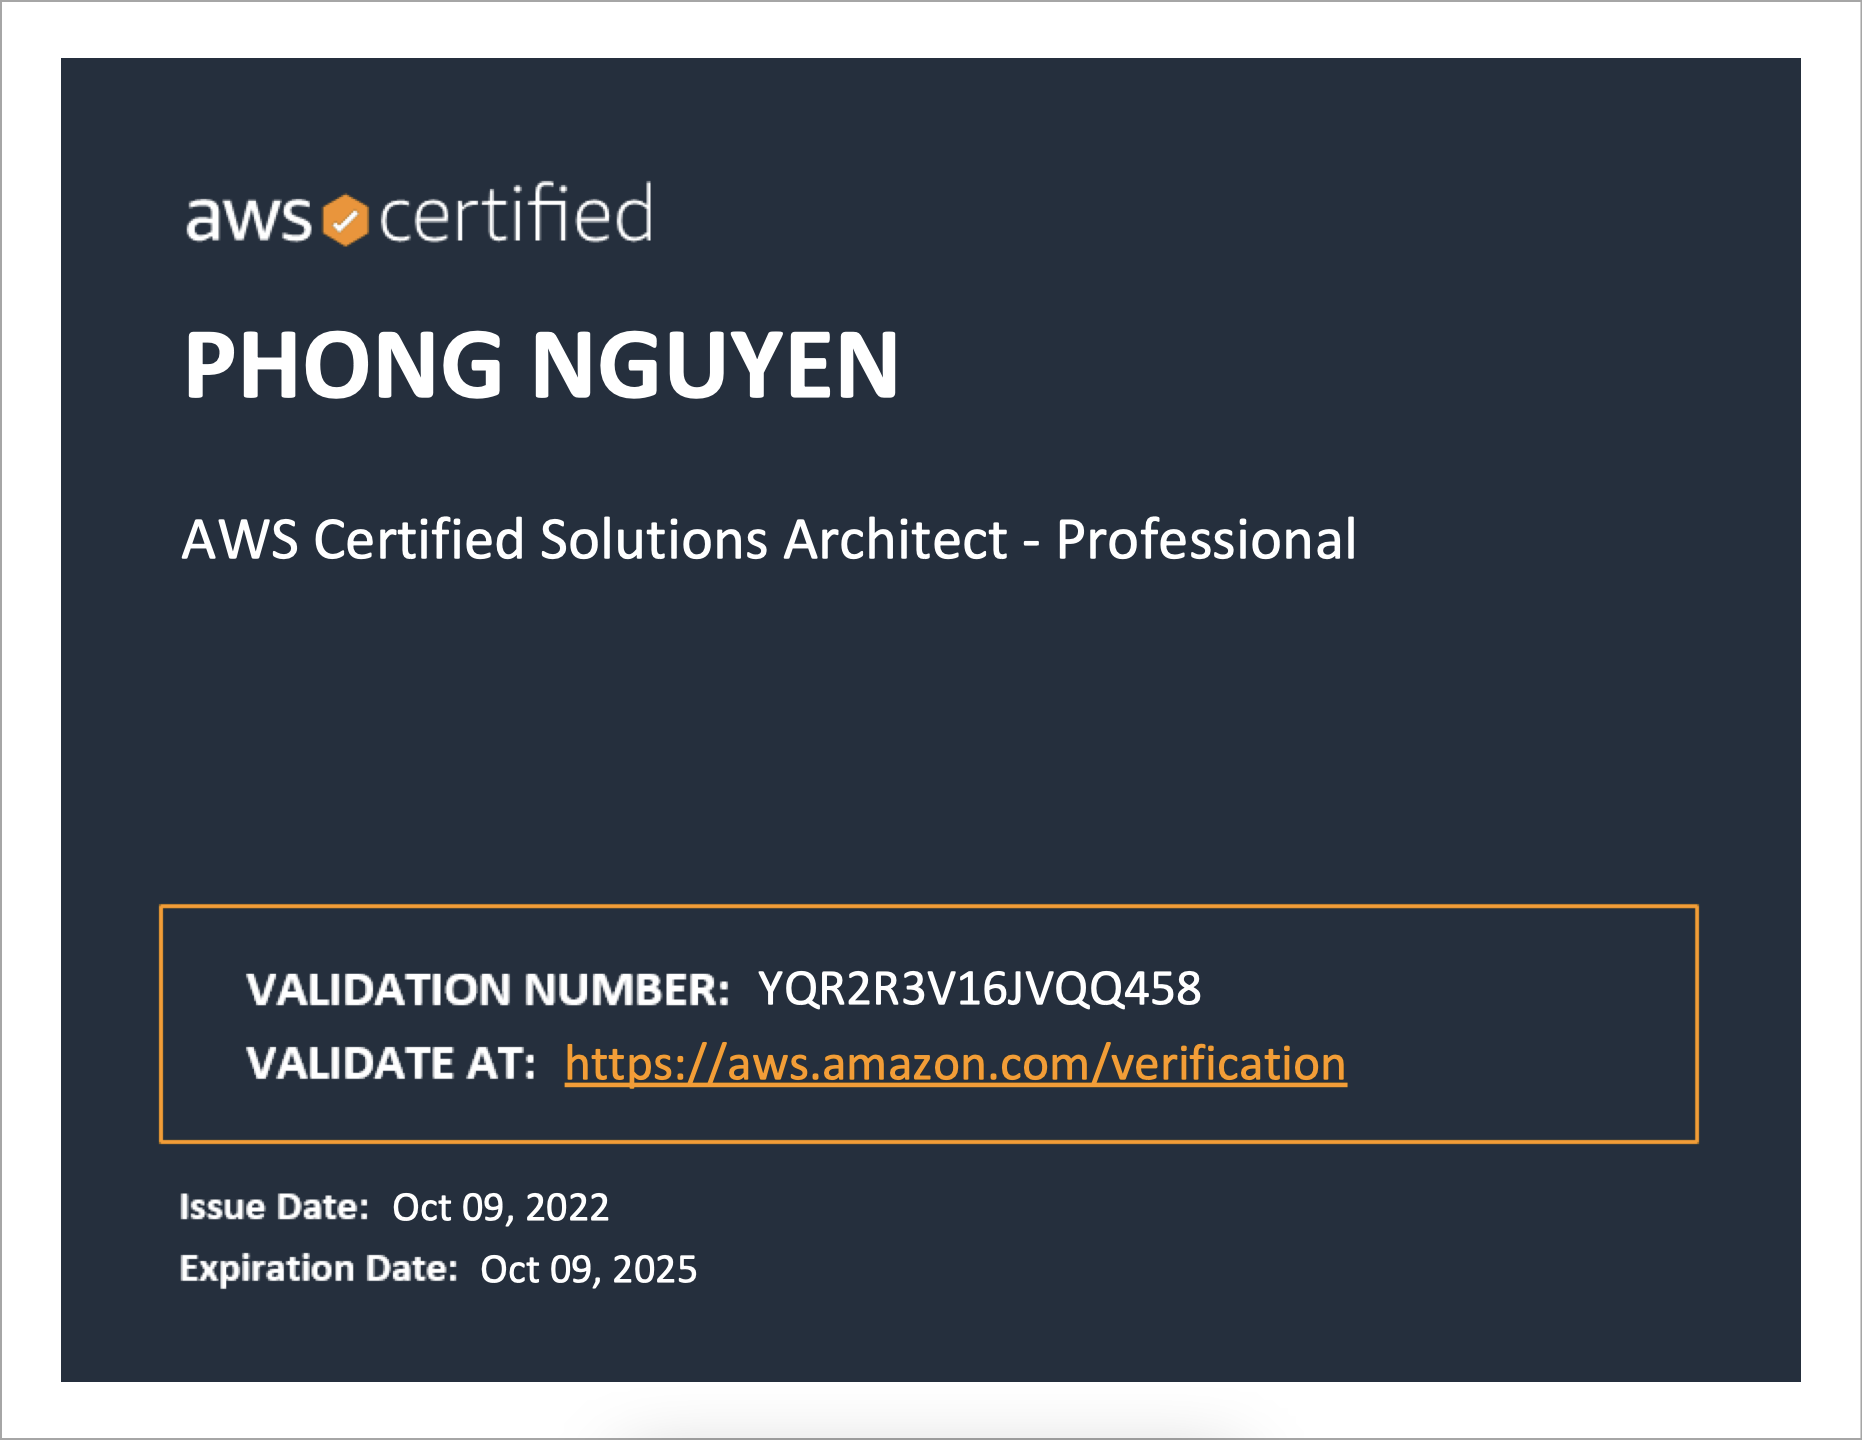 aws certified
PHONG NGUYEN
AWS Certified Solutions Architect - Professional
VALIDATION NUMBER: YQR2R3V16JVQQ458
VALIDATE AT: https://aws.amazon.com/verification
Issue Date: Oct 09, 2022
Expiration Date: Oct 09, 2025